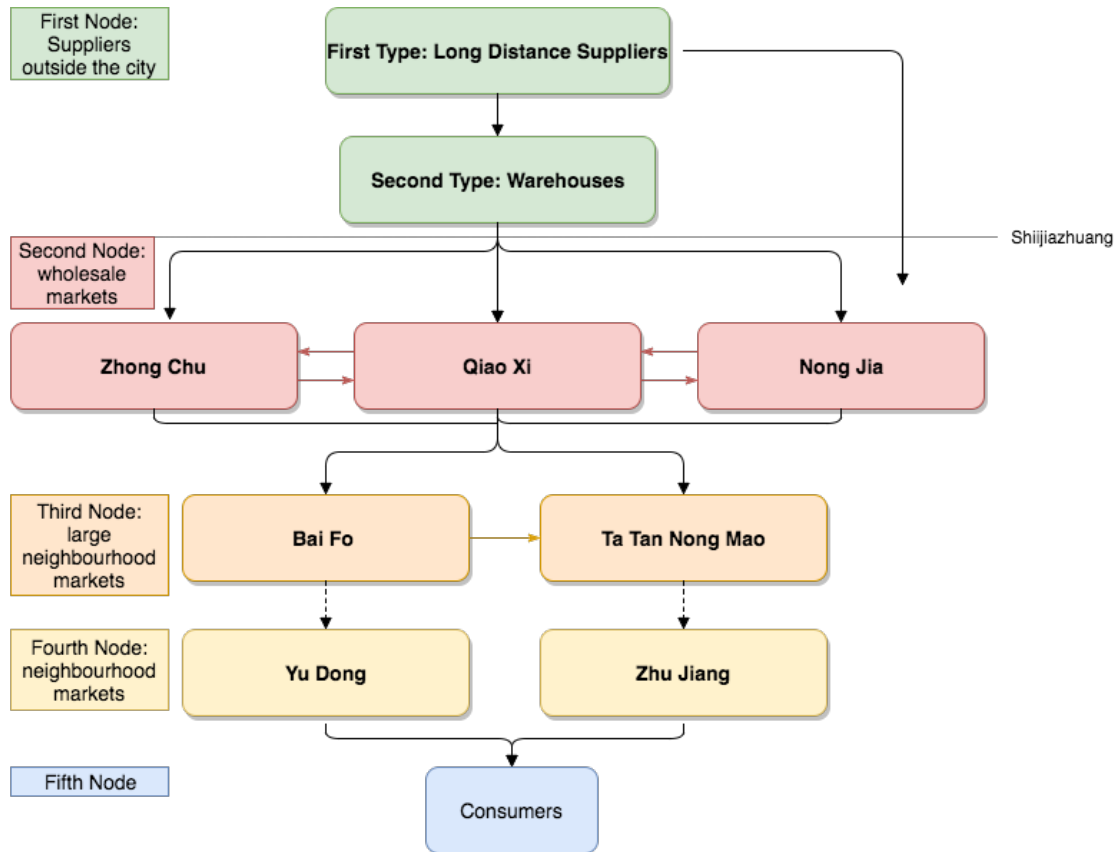 First Node:
Suppliers
outside the city
First Type: Long Distance Suppliers
Second Type: Warehouses
Shiijiazhuang
Second Node:
wholesale
markets
Zhong Chu
Qiao Xi
Nong Jia
Third Node:
large
neighbourhood
markets
Bai Fo
Ta Tan Nong Mao
Fourth Node:
neighbourhood
markets
Yu Dong
Zhu Jiang
Fifth Node
Consumers